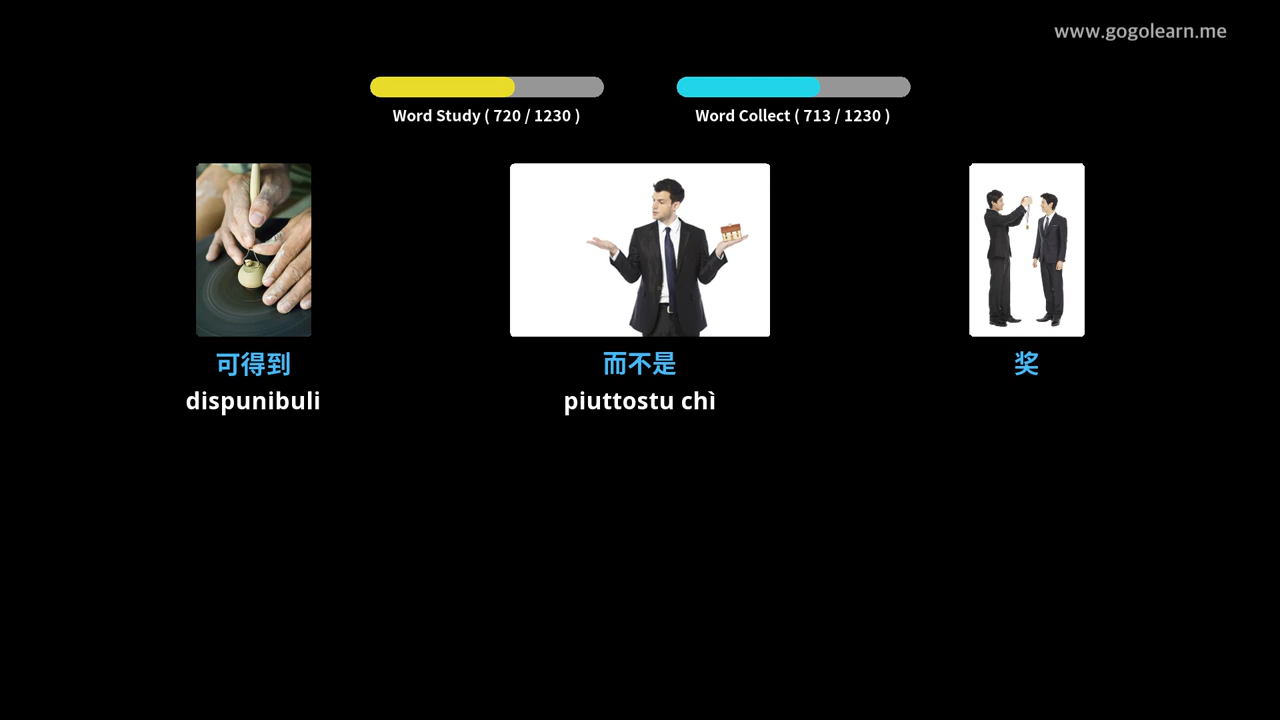 www.gogolearn.me
Word Study ( 720 / 1230 )
Word Collect ( 713 / 1230 )
可得到
dispunibuli
而不是
piuttostu chì
奖